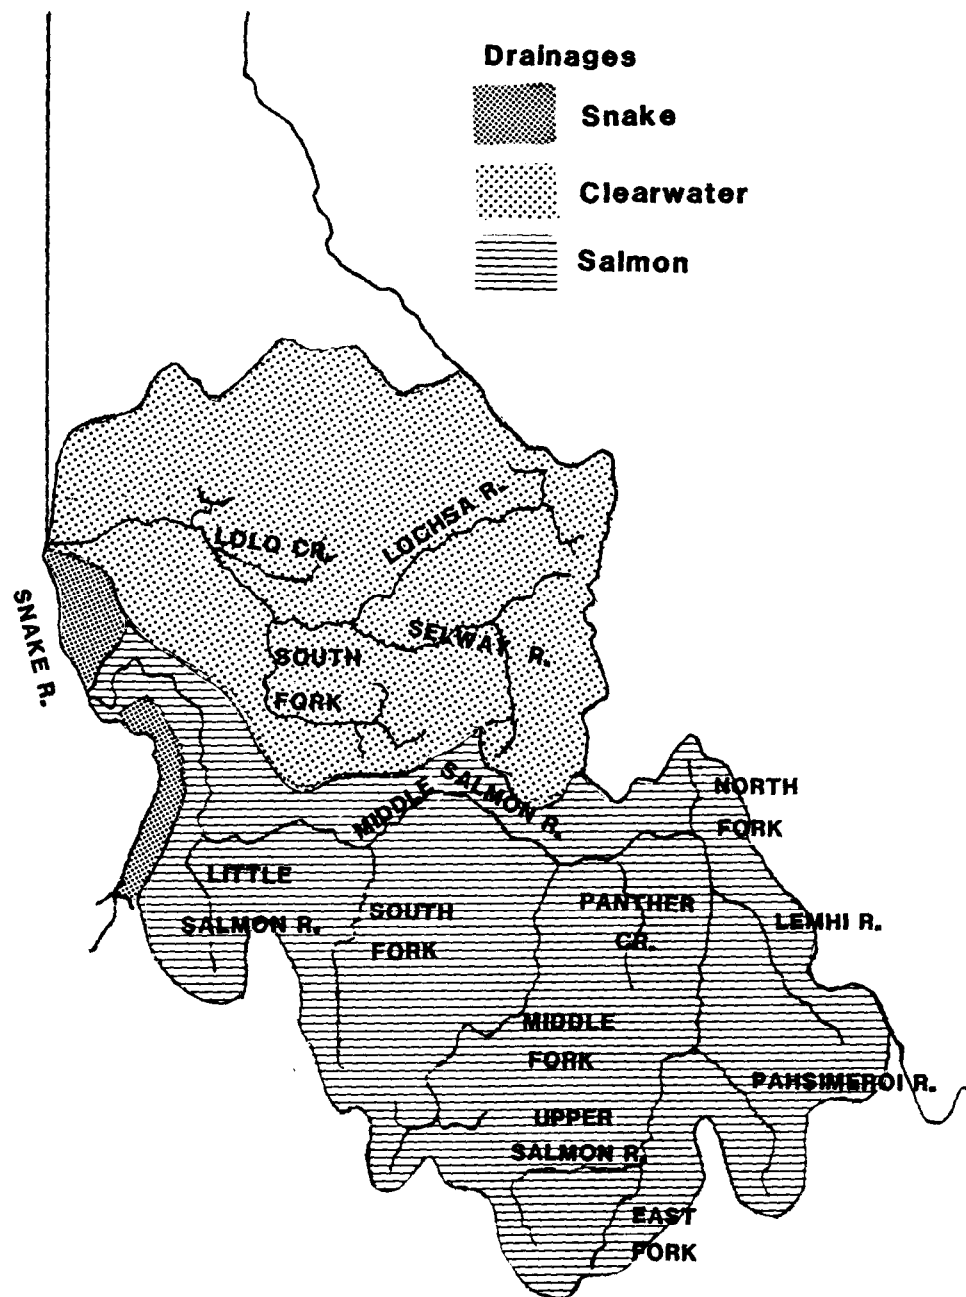 Drainages
Snake
Clearwater
Salmon
LOCHSA R.
LOLO CR.
SNAKE R.
SELWAY R.
SOUTH
FORK
MIDDLE
SALMON R.
NORTH
FORK
LITTLE
SALMON R.
SOUTH
FORK
PANTHER
CR.
LEMHI R.
MIDDLE
FORK
PAHSIMEROI R.
UPPER
SALMON R.
EAST
FORK